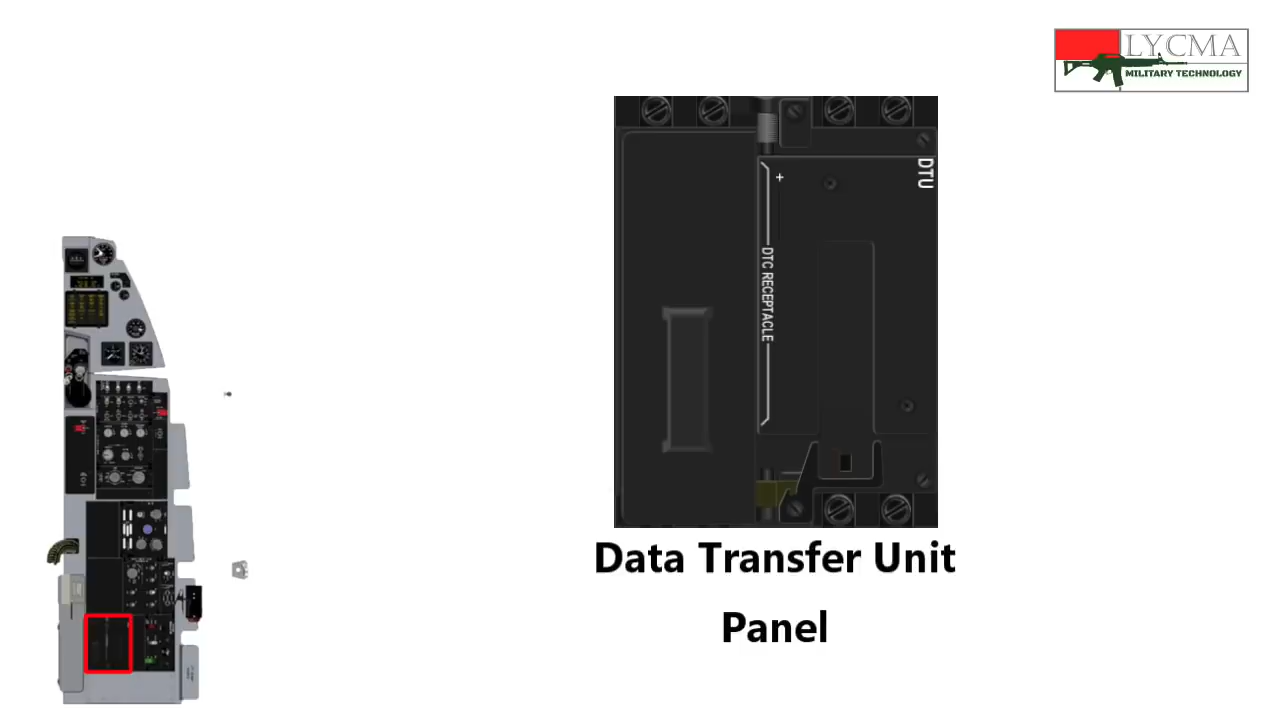 LYCMA
MILITARY TECHNOLOGY
DTU
+
DTC RECEPTACLE
Data Transfer Unit
Panel